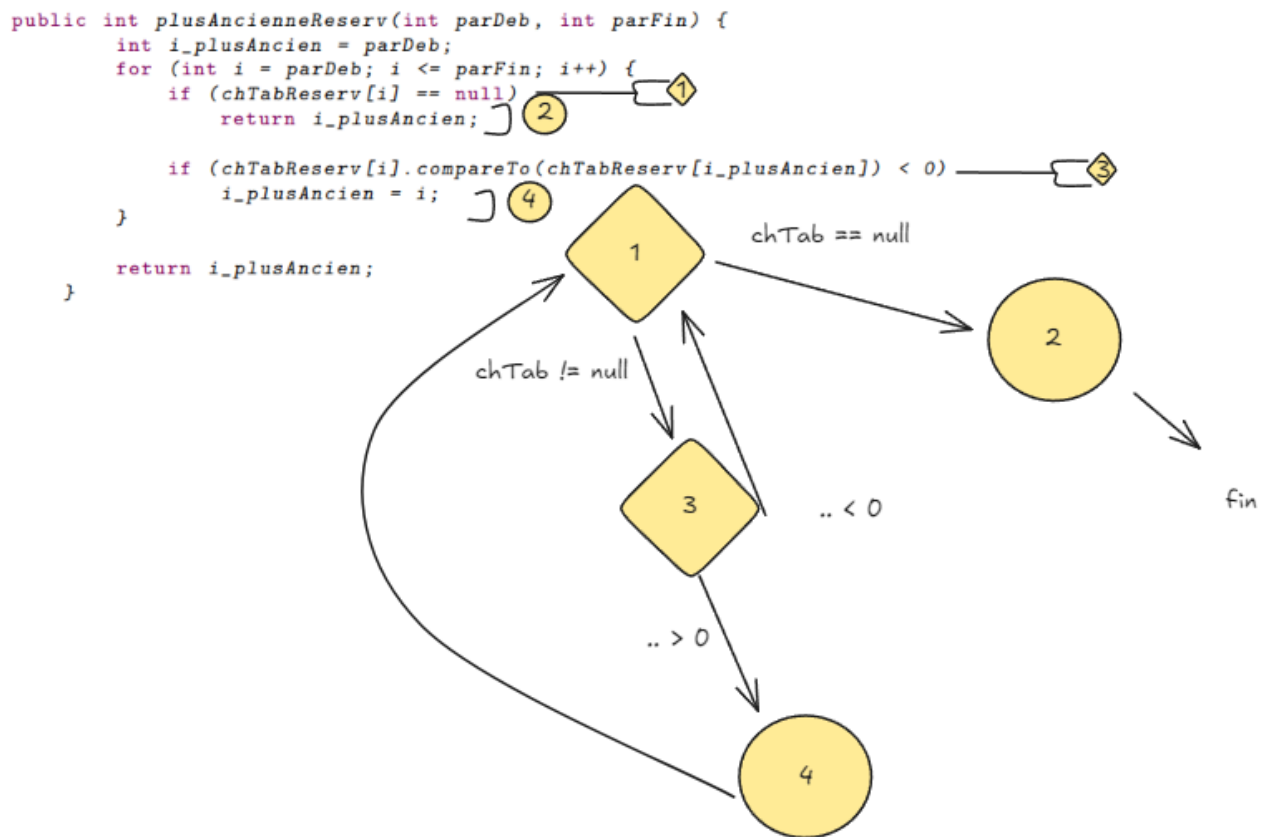 public int plusAncienneReserv(int parDeb, int parFin) {
int i_plusAncien = parDeb;
for (int i = parDeb; i <= parFin; i++) {
if (chTabReserv[i] == null)
1
return i_plusAncien;
2
if (chTabReserv[i].compareTo(chTabReserv[i_plusAncien]) < 0)
3
i_plusAncien = i;
4
}
return i_plusAncien;
}
1
chTab == null
2
chTab != null
fin
3
.. < 0
.. > 0
4